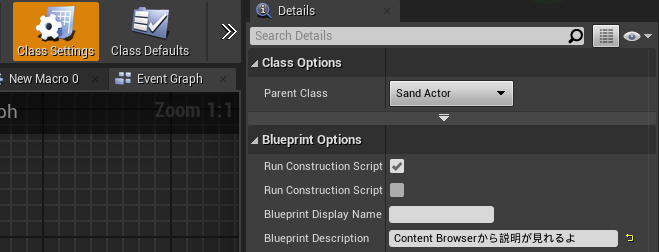 Details
Class Settings
Class Defaults
Search Details
New Macro 0
Event Graph
Class Options
ph
Zoom 1:1
Parent Class
Sand Actor
Blueprint Options
Run Construction Script
Run Construction Script
Blueprint Display Name
Blueprint Description
Content Browserから説明が見れるよ